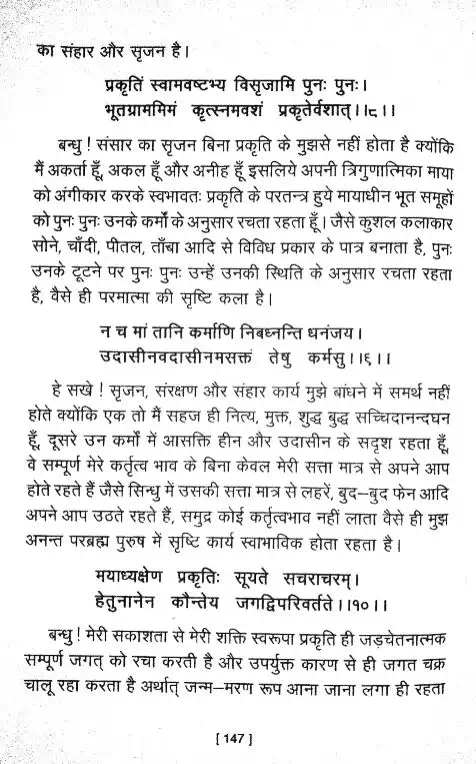 का संहार और सृजन है।
प्रकृतिं स्वामवष्टभ्य विसृजामि पुनः पुनः।
भूतग्राममिमं कृत्स्नमवशं प्रकृतेर्वशात्।।८।।
बन्धु ! संसार का सृजन बिना प्रकृति के मुझसे नहीं होता है क्योंकि
मैं अकर्ता हूँ, अकल हूँ और अनीह हूँ इसलिये अपनी त्रिगुणात्मिका माया
को अंगीकार करके स्वभावतः प्रकृति के परतन्त्र हुये मायाधीन भूत समूहों
को पुनः पुनः उनके कर्मों के अनुसार रचता रहता हूँ। जैसे कुशल कलाकार
सोने, चाँदी, पीतल, ताँबा आदि से विविध प्रकार के पात्र बनाता है, पुनः
उनके टूटने पर पुनः पुनः उन्हें उनकी स्थिति के अनुसार रचता रहता
है, वैसे ही परमात्मा की सृष्टि कला है।
न च मां तानि कर्माणि निबध्नन्ति धनंजय।
उदासीनवदासीनमसक्तं तेषु कर्मसु।।६।।
हे सखे ! सृजन, संरक्षण और संहार कार्य मुझे बांधने में समर्थ नहीं
होते क्योंकि एक तो मैं सहज ही नित्य, मुक्त, शुद्ध बुद्ध सच्चिदानन्दघन
हूँ, दूसरे उन कर्मों में आसक्ति हीन और उदासीन के सदृश रहता हूँ,
वे सम्पूर्ण मेरे कर्तृत्व भाव के बिना केवल मेरी सत्ता मात्र से अपने आप
होते रहते हैं जैसे सिन्धु में उसकी सत्ता मात्र से लहरें, बुद–बुद फेन आदि
अपने आप उठते रहते हैं, समुद्र कोई कर्तृत्वभाव नहीं लाता वैसे ही मुझ
अनन्त परब्रह्म पुरुष में सृष्टि कार्य स्वाभाविक होता रहता है।
मयाध्यक्षेण प्रकृतिः सूयते सचराचरम्।
हेतुनानेन कौन्तेय जगद्विपरिवर्तते।।१०।।
बन्धु ! मेरी सकाशता से मेरी शक्ति स्वरूपा प्रकृति ही जड़चेतनात्मक
सम्पूर्ण जगत् को रचा करती है और उपर्युक्त कारण से ही जगत चक्र
चालू रहा करता है अर्थात् जन्म–मरण रूप आना जाना लगा ही रहता
[ 147 ]